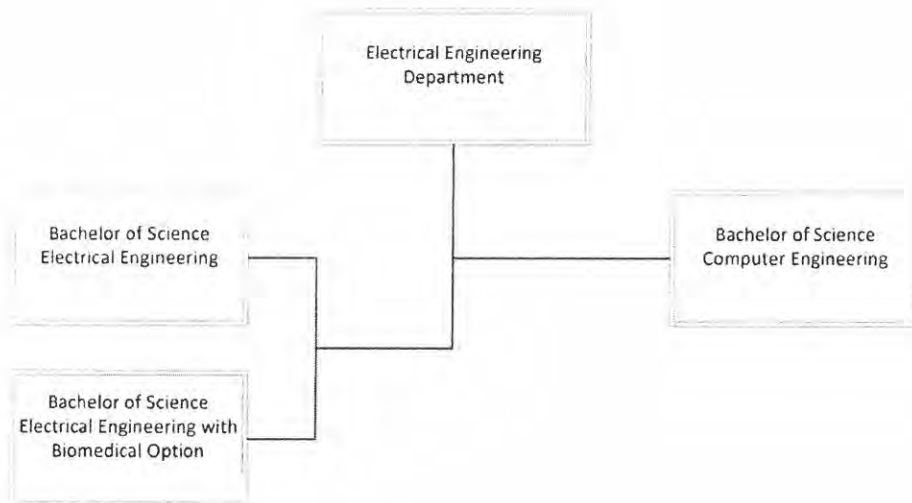 Electrical Engineering
Department
Bachelor of Science
Electrical Engineering
Bachelor of Science
Computer Engineering
Bachelor of Science
Electrical Engineering with
Biomedical Option